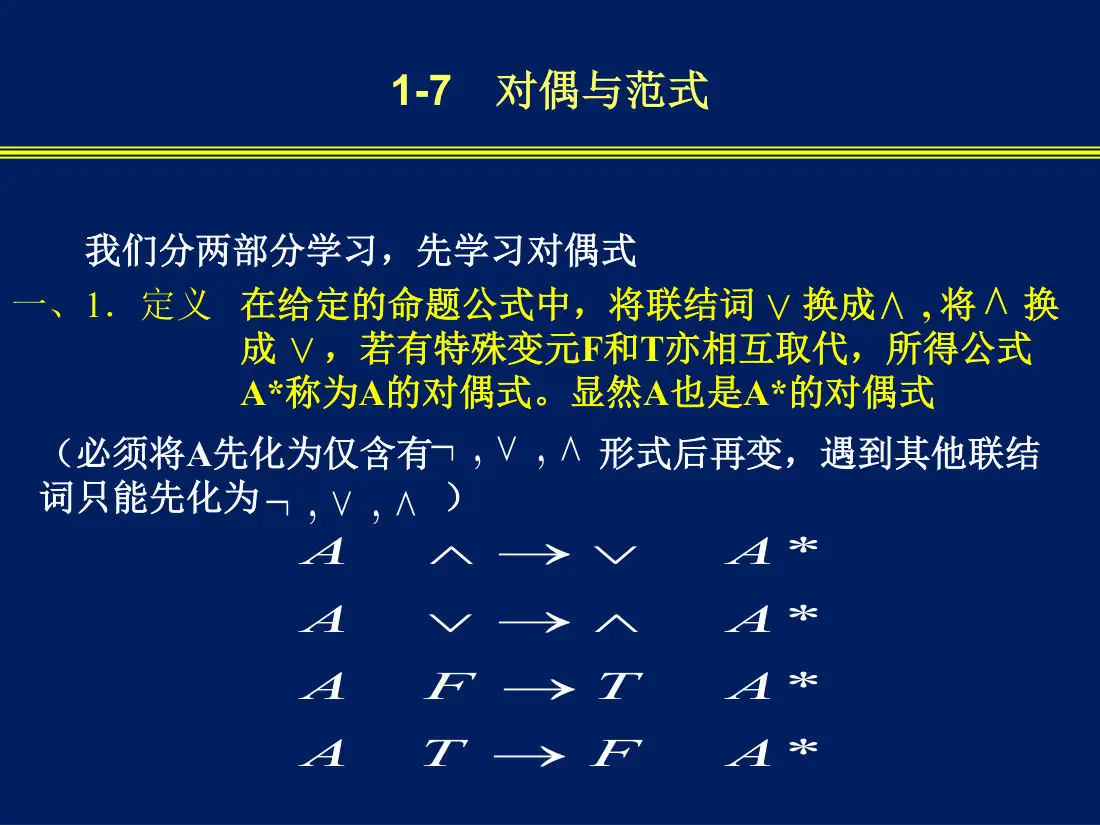 1-7 对偶与范式
我们分两部分学习，先学习对偶式
一、1．定义 在给定的命题公式中，将联结词 ∨ 换成∧ , 将 ∧ 换
成 ∨ ，若有特殊变元F和T亦相互取代，所得公式
A*称为A的对偶式。显然A也是A*的对偶式
（必须将A先化为仅含有﹁ , ∨ , ∧ 形式后再变，遇到其他联结
词只能先化为﹁ , ∨ , ∧ ）
A ∧ → ∨ A *
A ∨ → ∧ A *
A F → T A *
A T → F A *